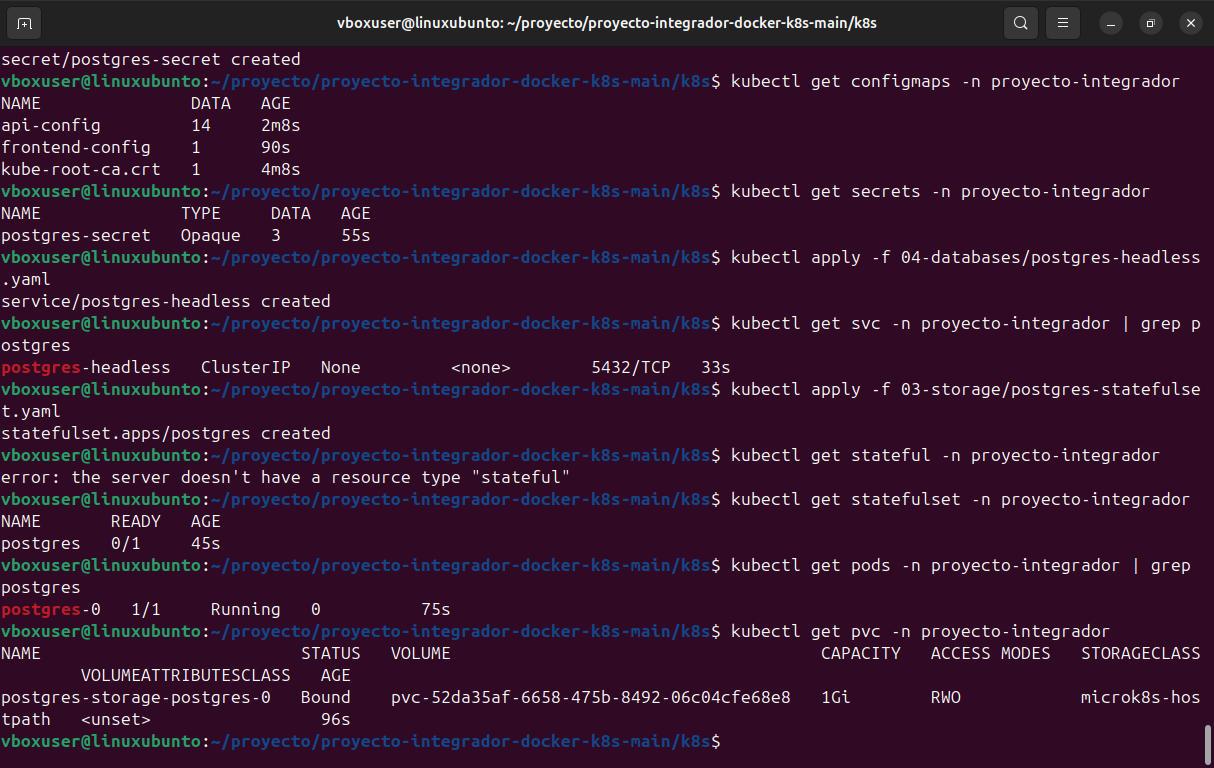 vboxuser@linuxubunto: ~/proyecto/proyecto-integrador-docker-k8s-main/k8s
secret/postgres-secret created
vboxuser@linuxubunto:~/proyecto/proyecto-integrador-docker-k8s-main/k8s$ kubectl get configmaps -n proyecto-integrador
NAME               DATA   AGE
api-config         14     2m8s
frontend-config    1      90s
kube-root-ca.crt   1      4m8s
vboxuser@linuxubunto:~/proyecto/proyecto-integrador-docker-k8s-main/k8s$ kubectl get secrets -n proyecto-integrador
NAME              TYPE     DATA   AGE
postgres-secret   Opaque   3      55s
vboxuser@linuxubunto:~/proyecto/proyecto-integrador-docker-k8s-main/k8s$ kubectl apply -f 04-databases/postgres-headless
.yaml
service/postgres-headless created
vboxuser@linuxubunto:~/proyecto/proyecto-integrador-docker-k8s-main/k8s$ kubectl get svc -n proyecto-integrador | grep p
ostgres
postgres-headless   ClusterIP   None         <none>        5432/TCP   33s
vboxuser@linuxubunto:~/proyecto/proyecto-integrador-docker-k8s-main/k8s$ kubectl apply -f 03-storage/postgres-statefulse
t.yaml
statefulset.apps/postgres created
vboxuser@linuxubunto:~/proyecto/proyecto-integrador-docker-k8s-main/k8s$ kubectl get stateful -n proyecto-integrador
error: the server doesn't have a resource type "stateful"
vboxuser@linuxubunto:~/proyecto/proyecto-integrador-docker-k8s-main/k8s$ kubectl get statefulset -n proyecto-integrador
NAME       READY   AGE
postgres   0/1     45s
vboxuser@linuxubunto:~/proyecto/proyecto-integrador-docker-k8s-main/k8s$ kubectl get pods -n proyecto-integrador | grep
postgres
postgres-0   1/1     Running   0          75s
vboxuser@linuxubunto:~/proyecto/proyecto-integrador-docker-k8s-main/k8s$ kubectl get pvc -n proyecto-integrador
NAME                          STATUS   VOLUME                                     CAPACITY   ACCESS MODES   STORAGECLASS
        VOLUMEATTRIBUTESCLASS   AGE
postgres-storage-postgres-0   Bound    pvc-52da35af-6658-475b-8492-06c04cfe68e8   1Gi        RWO            microk8s-hos
tpath   <unset>                 96s
vboxuser@linuxubunto:~/proyecto/proyecto-integrador-docker-k8s-main/k8s$